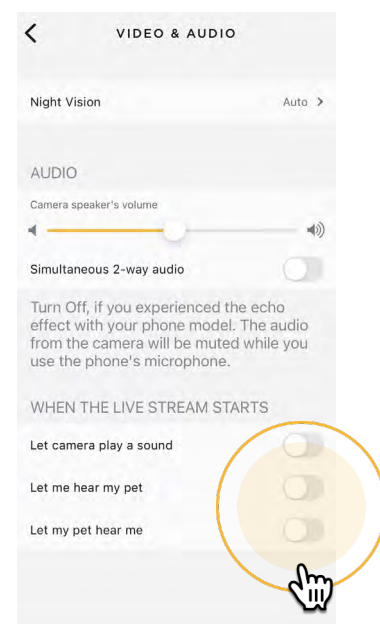 VIDEO & AUDIO
Night Vision Auto
AUDIO
Camera speaker's volume
Simultaneous 2-way audio
Turn Off, if you experienced the echo
effect with your phone model. The audio
from the camera will be muted while you
use the phone's microphone.
WHEN THE LIVE STREAM STARTS
Let camera play a sound
Let me hear my pet
Let my pet hear me